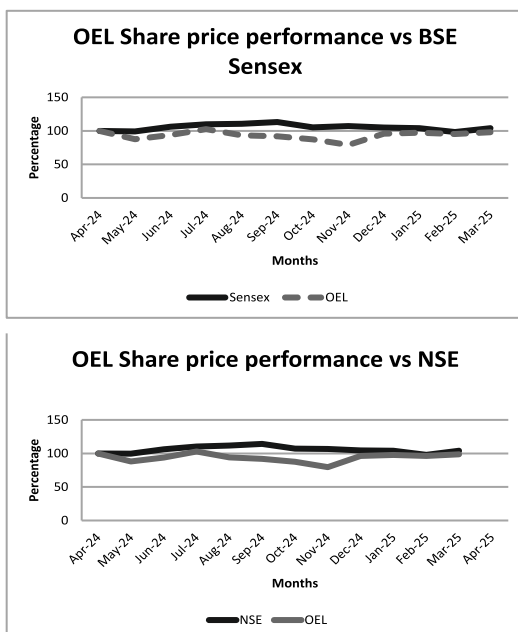 OEL Share price performance vs BSE
Sensex
150
100
50
0
Percentage
Apr-24
May-24
Jun-24
Jul-24
Aug-24
Sep-24
Oct-24
Nov-24
Dec-24
Jan-25
Feb-25
Mar-25
Months
Sensex OEL
OEL Share price performance vs NSE
150
100
50
0
Percentage
Apr-24
May-24
Jun-24
Jul-24
Aug-24
Sep-24
Oct-24
Nov-24
Dec-24
Jan-25
Feb-25
Mar-25
Apr-25
Months
NSE OEL